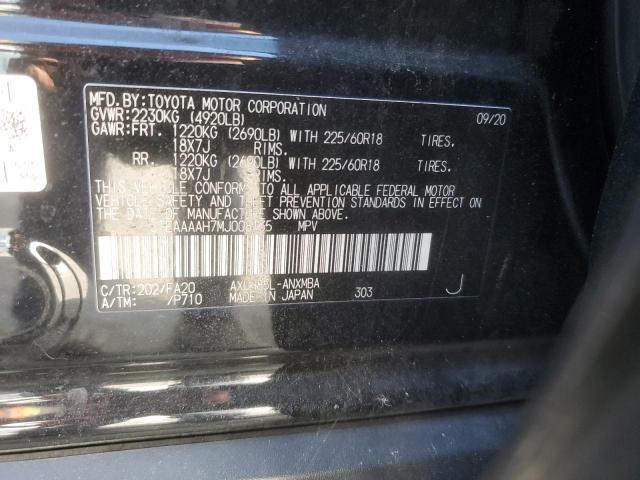 MFD.BY:TOYOTA MOTOR CORPORATION 09/20
GVWR:2230KG (4920LB)
GAWR:FRT. 1220KG (2690LB) WITH 225/60R18 TIRES.
18X7J RIMS.
RR. 1220KG (2690LB) WITH 225/60R18 TIRES.
18X7J RIMS.
THIS VEHICLE CONFORMS TO ALL APPLICABLE FEDERAL MOTOR
VEHICLE SAFETY AND THEFT PREVENTION STANDARDS IN EFFECT ON
THE DATE OF MANUFACTURE SHOWN ABOVE.
MPV
C/TR:202/FA20 303 J
A/TM: /P710 MADE IN JAPAN